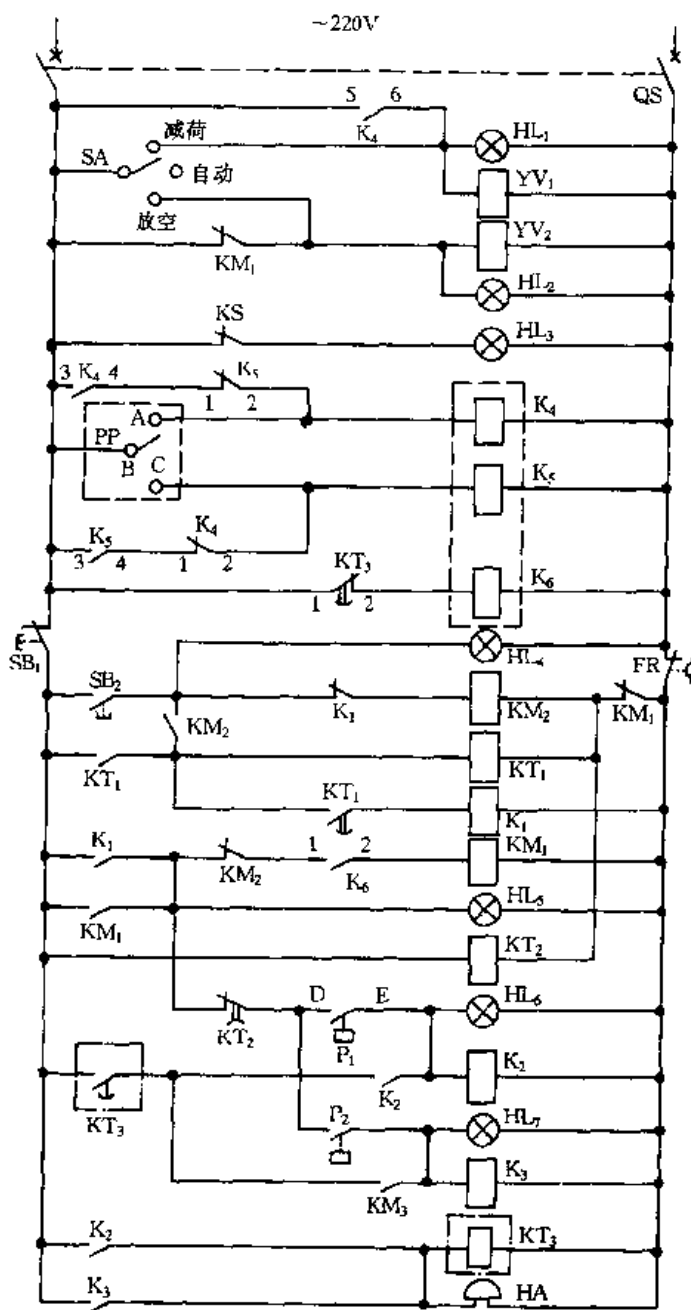 ~220V
QS
5 6
K₄
HL₁
减荷
SA
自动
YV₁
放空
YV₂
KM₁
HL₂
KS
HL₃
3 K₄ 4
K₅
1 2
K₄
A
PP
B
C
K₅
K₅
3 4
K₄
1 2
KT₃
1 2
K₆
SB₁
HL₄
FR
SB₂
K₁
KM₂
KM₁
KM₂
KT₁
KT₁
KT₁
K₁
K₁
KM₂
1 2
K₆
KM₁
KM₁
HL₅
KT₂
KT₂
D E
P₁
HL₆
KT₃
K₂
K₂
P₂
HL₇
KM₃
K₃
K₂
KT₃
K₃
HA